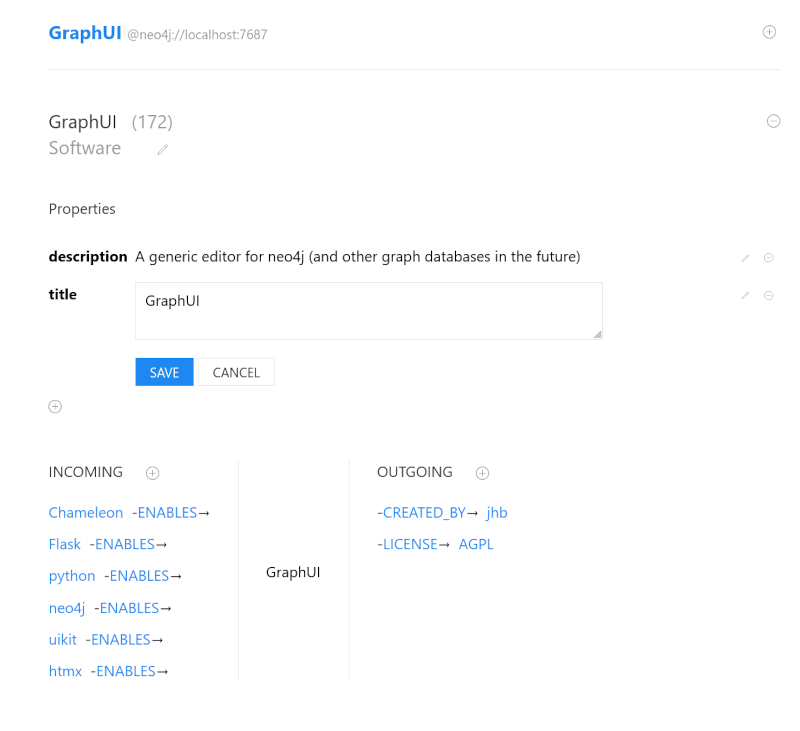 GraphUI @neo4j://localhost:7687
GraphUI (172)
Software
Properties
description A generic editor for neo4j (and other graph databases in the future)
title GraphUI
SAVE CANCEL
INCOMING
Chameleon -ENABLES→
Flask -ENABLES→
python -ENABLES→
neo4j -ENABLES→
uikit -ENABLES→
htmx -ENABLES→
GraphUI
OUTGOING
-CREATED_BY→ jhb
-LICENSE→ AGPL